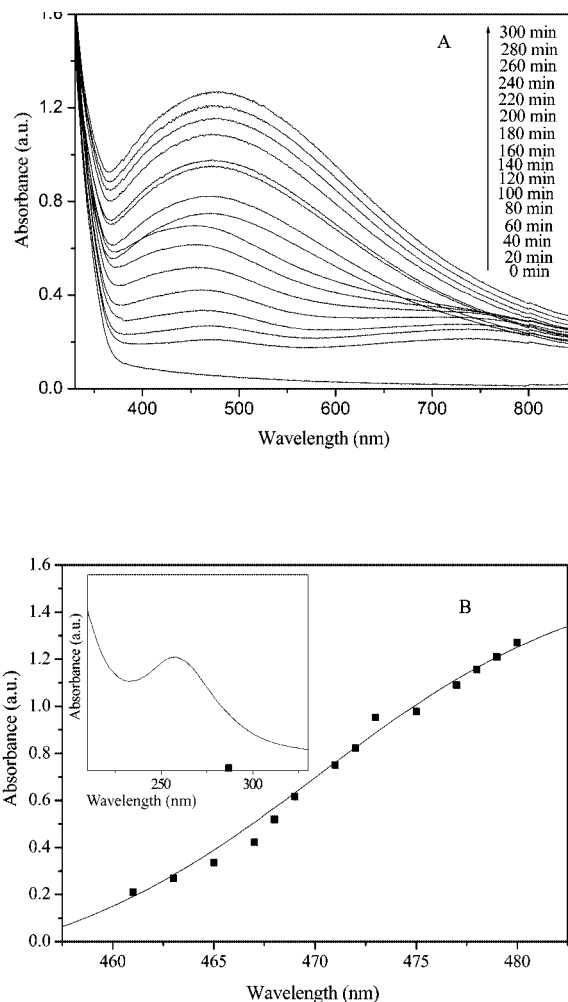 A
300 min
280 min
260 min
240 min
220 min
200 min
180 min
160 min
140 min
120 min
100 min
80 min
60 min
40 min
20 min
0 min
1.6
1.2
0.8
0.4
0.0
Absorbance (a.u.)
400 500 600 700 800
Wavelength (nm)
B
1.6
1.4
1.2
1.0
0.8
0.6
0.4
0.2
0.0
Absorbance (a.u.)
Absorbance (a.u.)
250 300
Wavelength (nm)
460 465 470 475 480
Wavelength (nm)